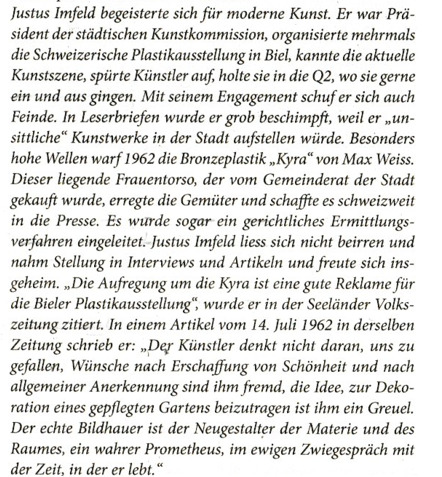 Justus Imfeld begeisterte sich für moderne Kunst. Er war Prä-
sident der städtischen Kunstkommission, organisierte mehrmals
die Schweizerische Plastikausstellung in Biel, kannte die aktuelle
Kunstszene, spürte Künstler auf, holte sie in die Q2, wo sie gerne
ein und aus gingen. Mit seinem Engagement schuf er sich auch
Feinde. In Leserbriefen wurde er grob beschimpft, weil er „un-
sittliche“ Kunstwerke in der Stadt aufstellen würde. Besonders
hohe Wellen warf 1962 die Bronzeplastik „Kyra“ von Max Weiss.
Dieser liegende Frauentorso, der vom Gemeinderat der Stadt
gekauft wurde, erregte die Gemüter und schaffte es schweizweit
in die Presse. Es wurde sogar ein gerichtliches Ermittlungs-
verfahren eingeleitet. Justus Imfeld liess sich nicht beirren und
nahm Stellung in Interviews und Artikeln und freute sich ins-
geheim. „Die Aufregung um die Kyra ist eine gute Reklame für
die Bieler Plastikausstellung“, wurde er in der Seeländer Volks-
zeitung zitiert. In einem Artikel vom 14. Juli 1962 in derselben
Zeitung schrieb er: „Der Künstler denkt nicht daran, uns zu
gefallen, Wünsche nach Erschaffung von Schönheit und nach
allgemeiner Anerkennung sind ihm fremd, die Idee, zur Deko-
ration eines gepflegten Gartens beizutragen ist ihm ein Greuel.
Der echte Bildhauer ist der Neugestalter der Materie und des
Raumes, ein wahrer Prometheus, im ewigen Zwiegespräch mit
der Zeit, in der er lebt.“